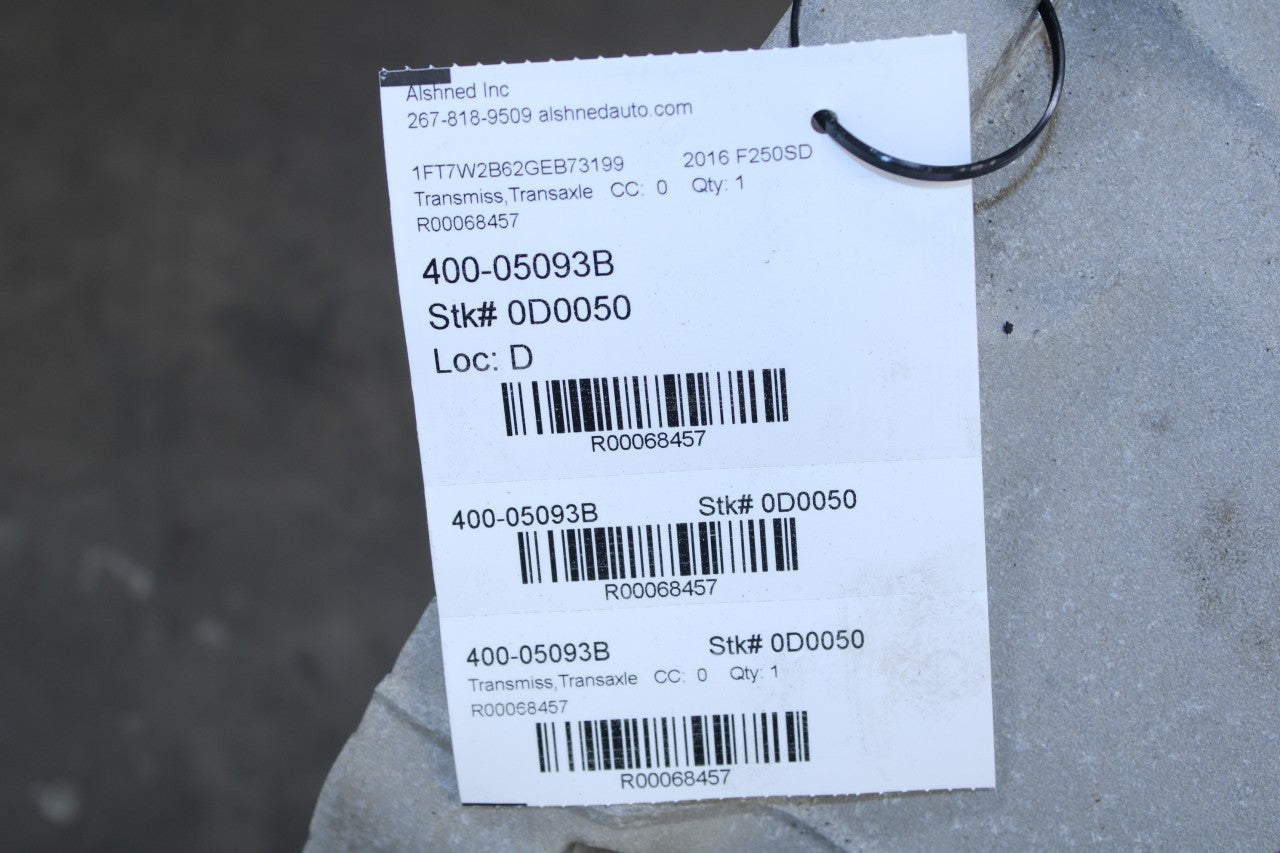 Alshned Inc
267-818-9509 alshnedauto.com
1FT7W2B62GEB73199 2016 F250SD
Transmiss,Transaxle CC: 0 Qty: 1
R00068457
400-05093B
Stk# 0D0050
Loc: D
R00068457
400-05093B Stk# 0D0050
R00068457
400-05093B Stk# 0D0050
Transmiss,Transaxle CC: 0 Qty: 1
R00068457
R00068457